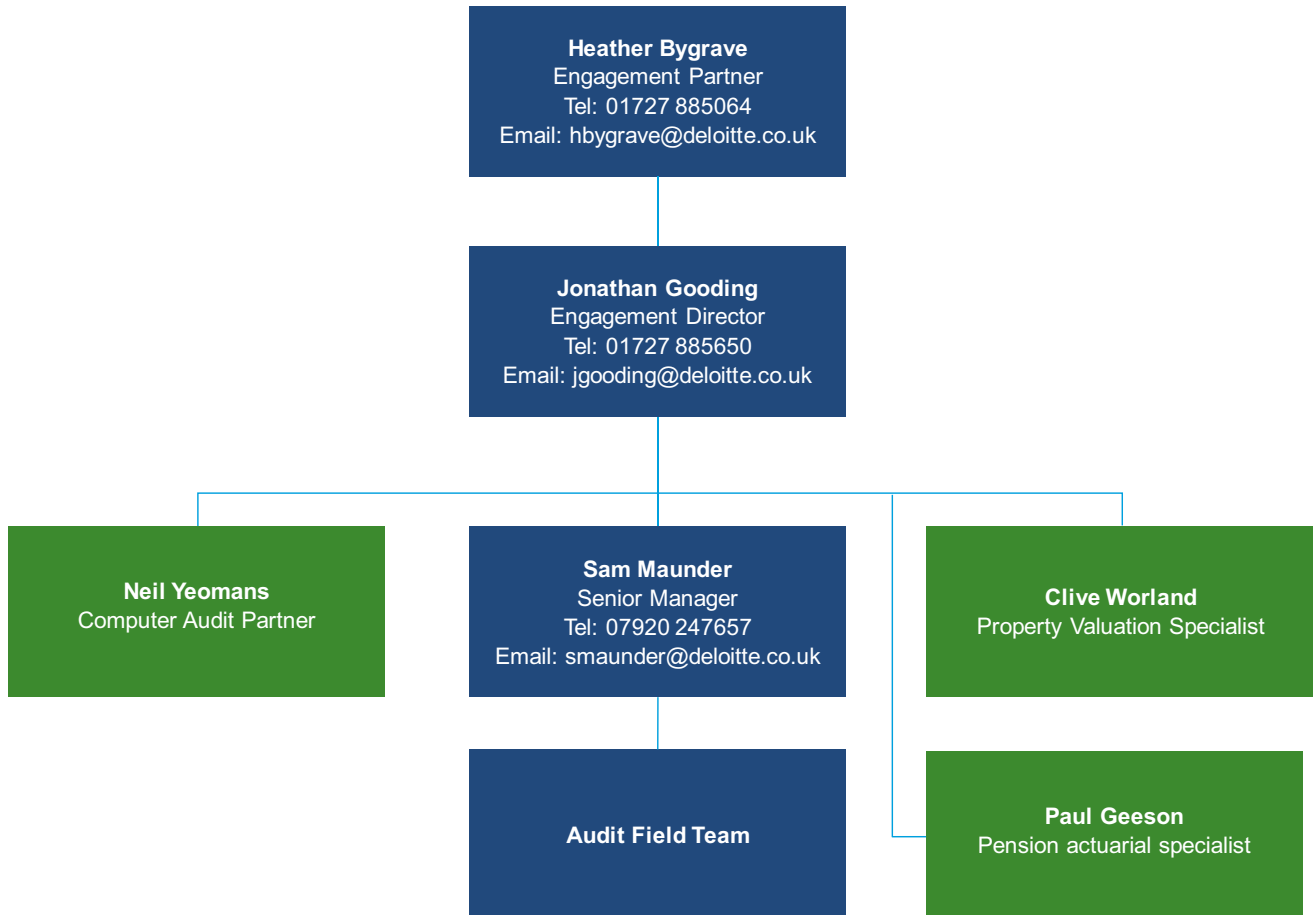 Heather Bygrave
Engagement Partner
Tel: 01727 885064
Email: hbygrave@deloitte.co.uk
Jonathan Gooding
Engagement Director
Tel: 01727 885650
Email: jgooding@deloitte.co.uk
Neil Yeomans
Computer Audit Partner
Sam Maunder
Senior Manager
Tel: 07920 247657
Email: smaunder@deloitte.co.uk
Clive Worland
Property Valuation Specialist
Audit Field Team
Paul Geeson
Pension actuarial specialist